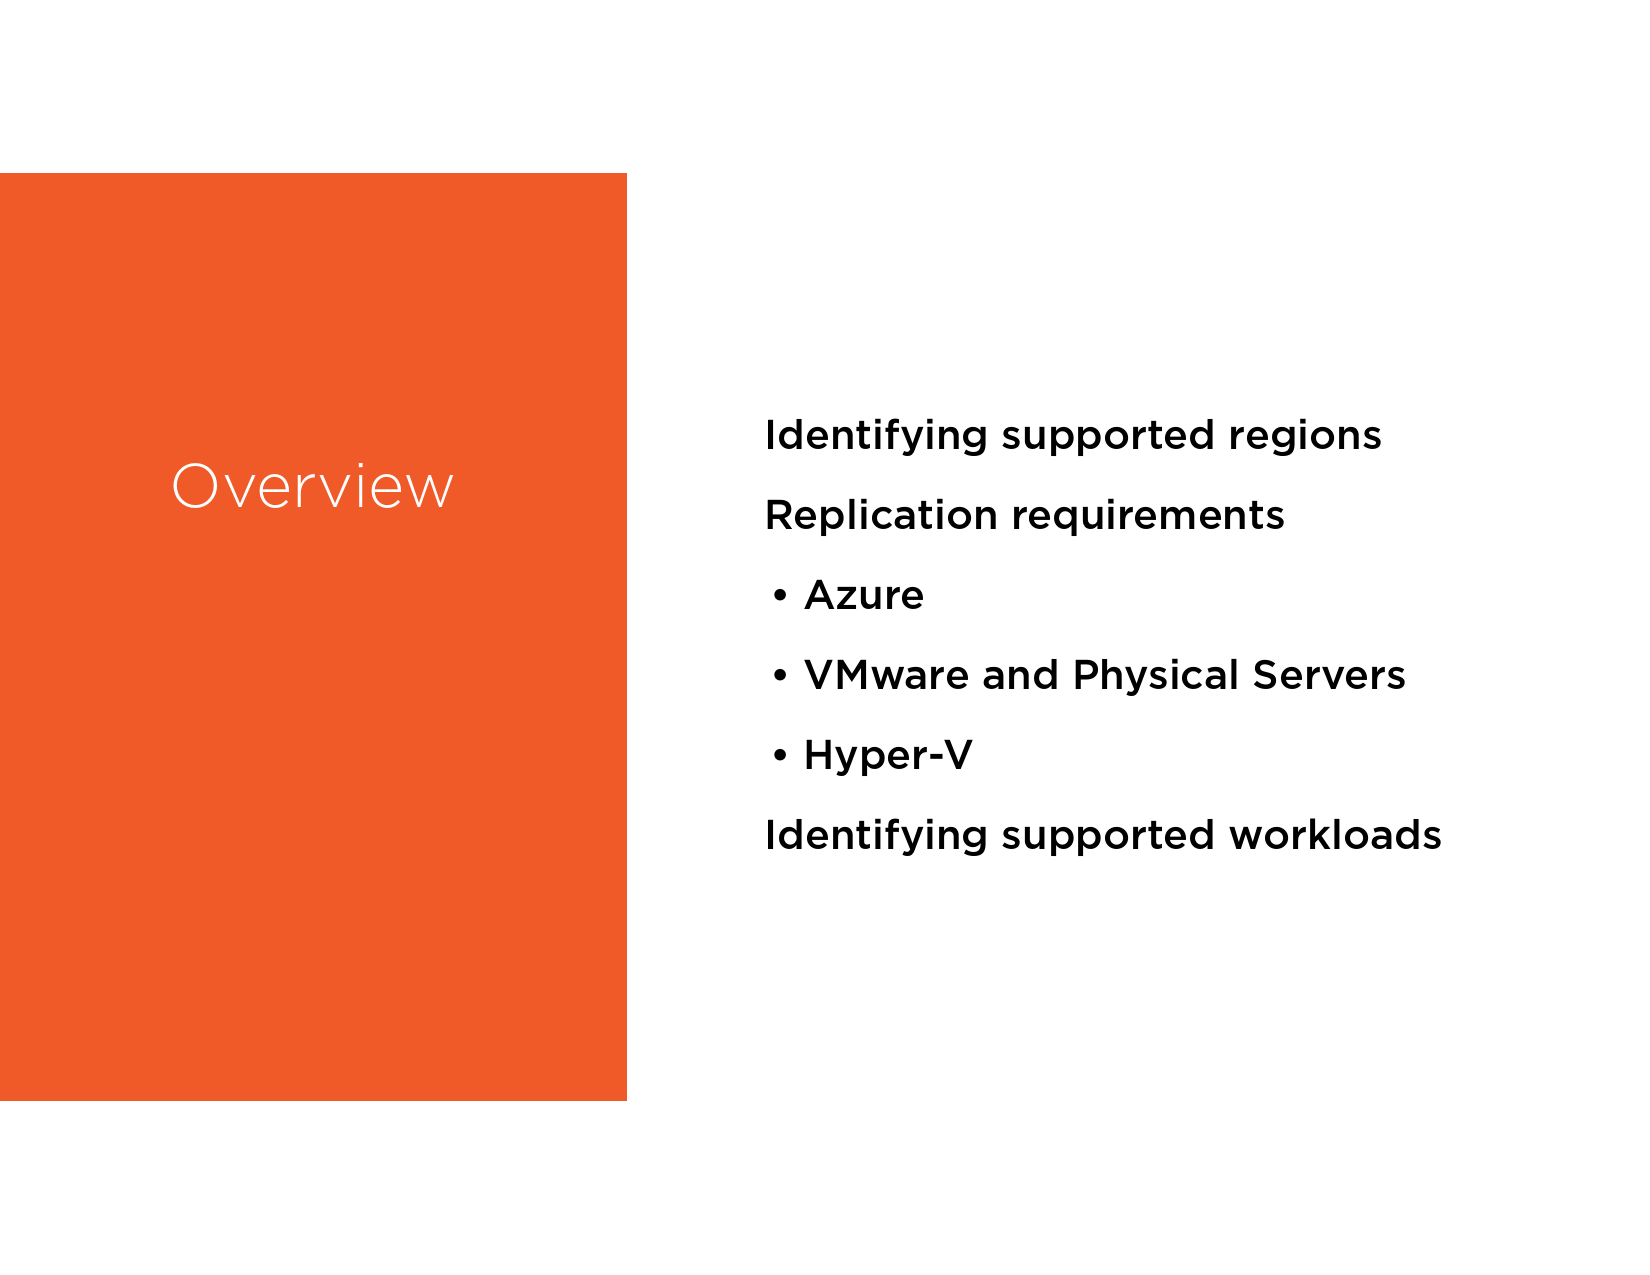 Overview
Identifying supported regions
Replication requirements
• Azure
• VMware and Physical Servers
• Hyper-V
Identifying supported workloads